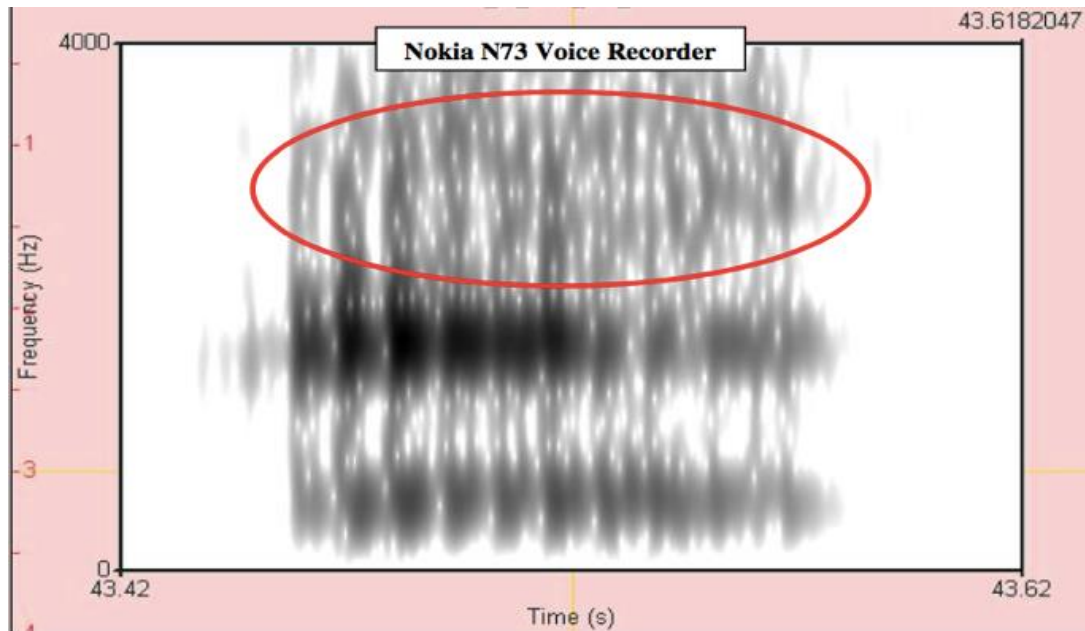 43.6182047
4000
Nokia N73 Voice Recorder
1
Frequency (Hz)
3
0
43.42
43.62
Time (s)